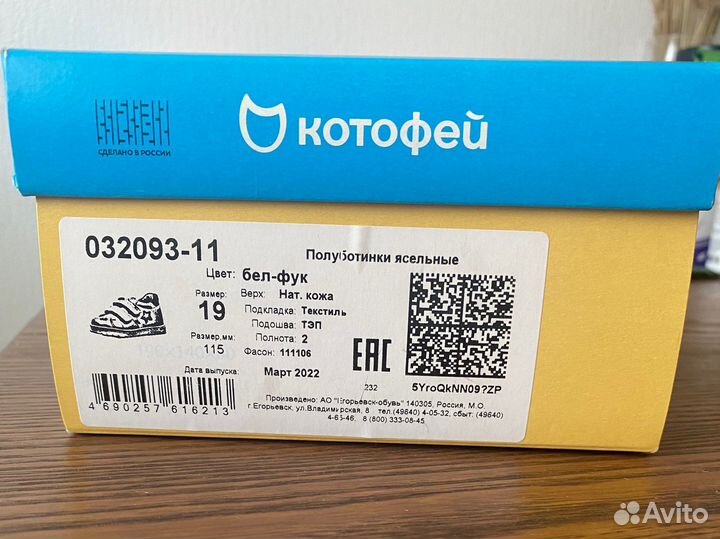 СДЕЛАНО В РОССИИ
котофей
032093-11
Полуботинки ясельные
Цвет: бел-фук
Размер: 19
Верх: Нат. кожа
Подкладка: Текстиль
Подошва: ТЭП
Размер,мм: 115
Полнота: 2
Фасон: 111106
Дата выпуска: Март 2022
232
5YroQkNN09?ZP
EAC
4 690257 616213
Произведено: АО "Егорьевск-обувь" 140305, Россия, М.О.
г.Егорьевск, ул.Владимирская, 8 тел.(49640) 4-05-32, сбыт: (49640)
4-65-46, 8 (800) 333-08-45
Avito